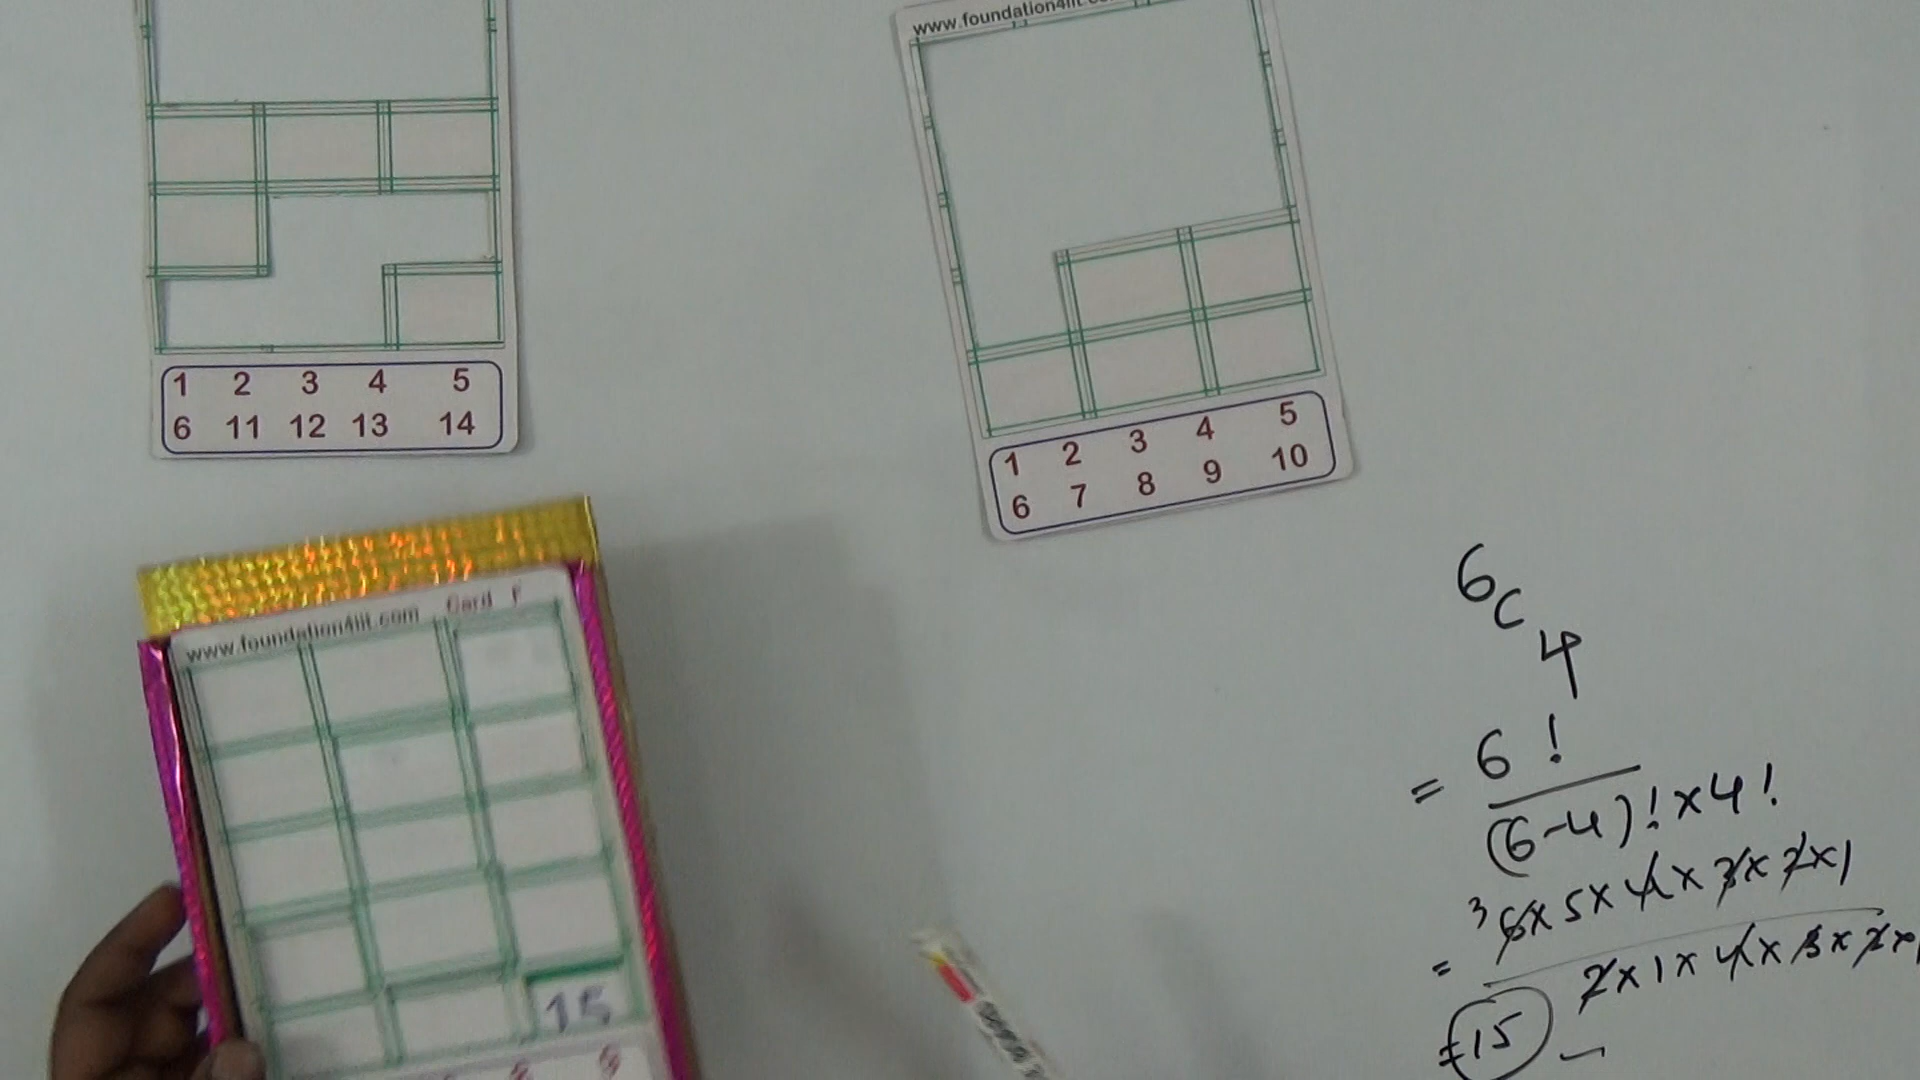 www.foundation4iit.co
1 2 3 4 5
6 11 12 13 14
1 2 3 4 5
6 7 8 9 10
www.foundation4iit.com Card F
15
6C4
= 6!
(6-4)! x 4!
3 6 x 5 x 4 x 3 x 2 x 1
= 2 x 1 x 4 x 3 x 2 x 1
= 15